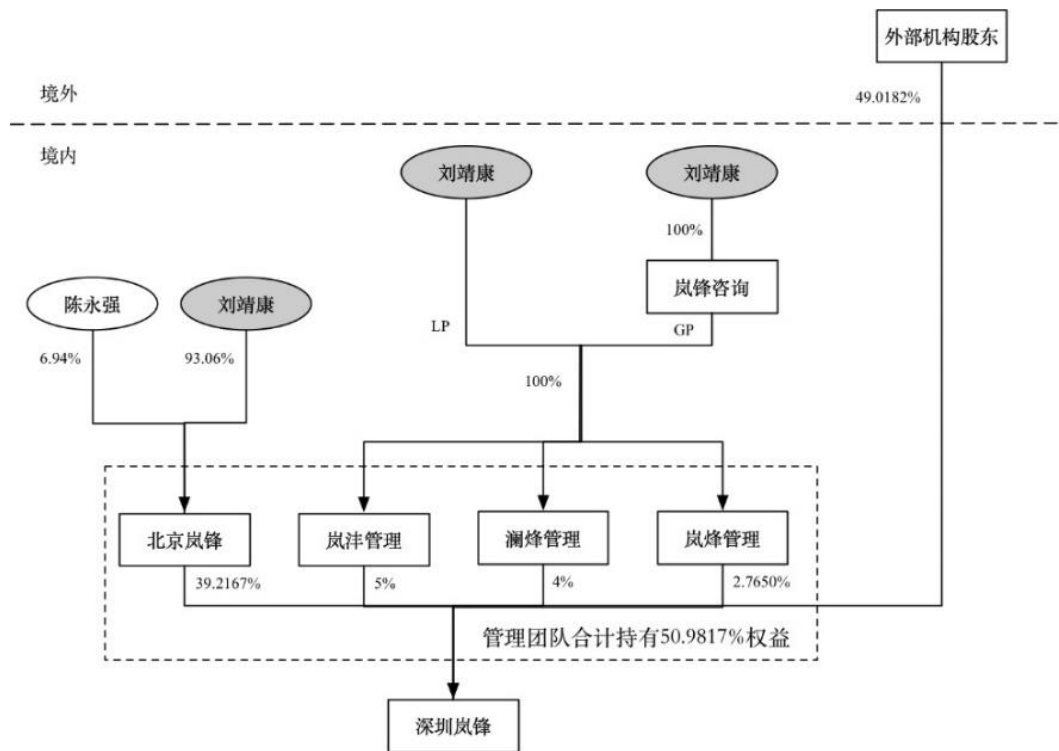 外部机构股东
境外
49.0182%
境内
刘靖康
刘靖康
100%
岚锋咨询
陈永强
刘靖康
LP
GP
6.94%
93.06%
100%
北京岚锋
岚沣管理
澜烽管理
岚烽管理
39.2167%
5%
4%
2.7650%
管理团队合计持有50.9817%权益
深圳岚锋